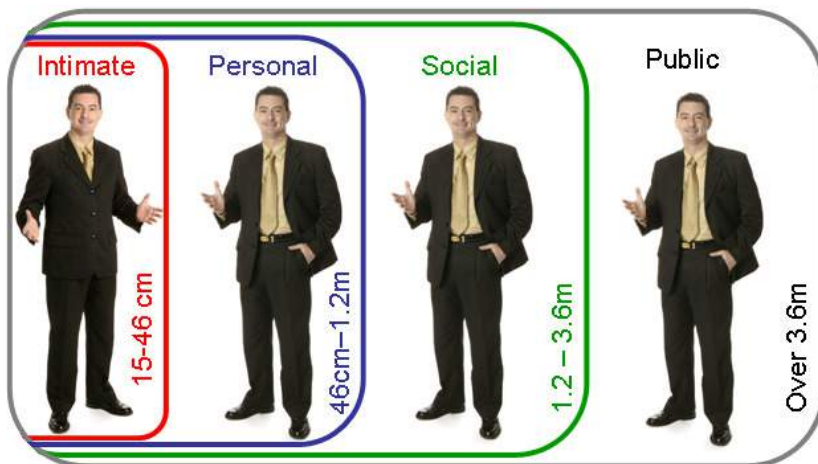 Intimate
Personal
Social
Public
15-46 cm
46cm–1.2m
1.2 – 3.6m
Over 3.6m